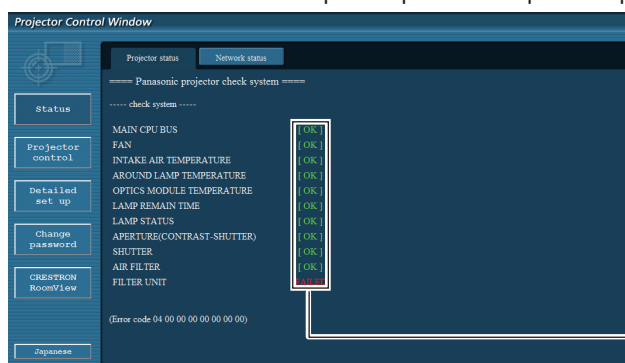 Projector Control Window
Projector status
Network status
==== Panasonic projector check system ====
----- check system -----
Status
MAIN CPU BUS [ OK ]
FAN [ OK ]
INTAKE AIR TEMPERATURE [ OK ]
AROUND LAMP TEMPERATURE [ OK ]
OPTICS MODULE TEMPERATURE [ OK ]
LAMP REMAIN TIME [ OK ]
LAMP STATUS [ OK ]
APERTURE(CONTRAST-SHUTTER) [ OK ]
SHUTTER [ OK ]
AIR FILTER [ OK ]
FILTER UNIT FAILED
(Error code 04 00 00 00 00 00 00 00)
Projector
control
Detailed
set up
Change
password
CRESTRON
RoomView
Japanese